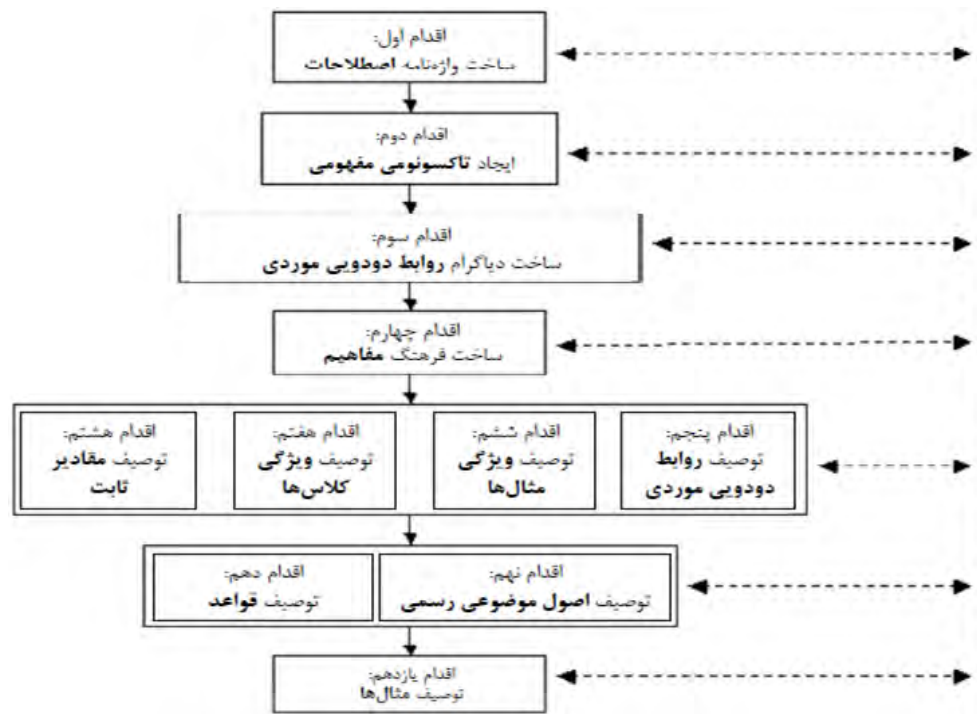 اقدام اول:
ساخت واژه‌نامه اصطلاحات
اقدام دوم:
ایجاد تاکسونومی مفهومی
اقدام سوم:
ساخت دیاگرام روابط دودویی موردی
اقدام چهارم:
ساخت فرهنگ مفاهیم
اقدام پنجم:
توصیف روابط
دودویی موردی
اقدام ششم:
توصیف ویژگی
مثال‌ها
اقدام هفتم:
توصیف ویژگی
کلاس‌ها
اقدام هشتم:
توصیف مقادیر
ثابت
اقدام نهم:
توصیف اصول موضوعی رسمی
اقدام دهم:
توصیف قواعد
اقدام یازدهم:
توصیف مثال‌ها